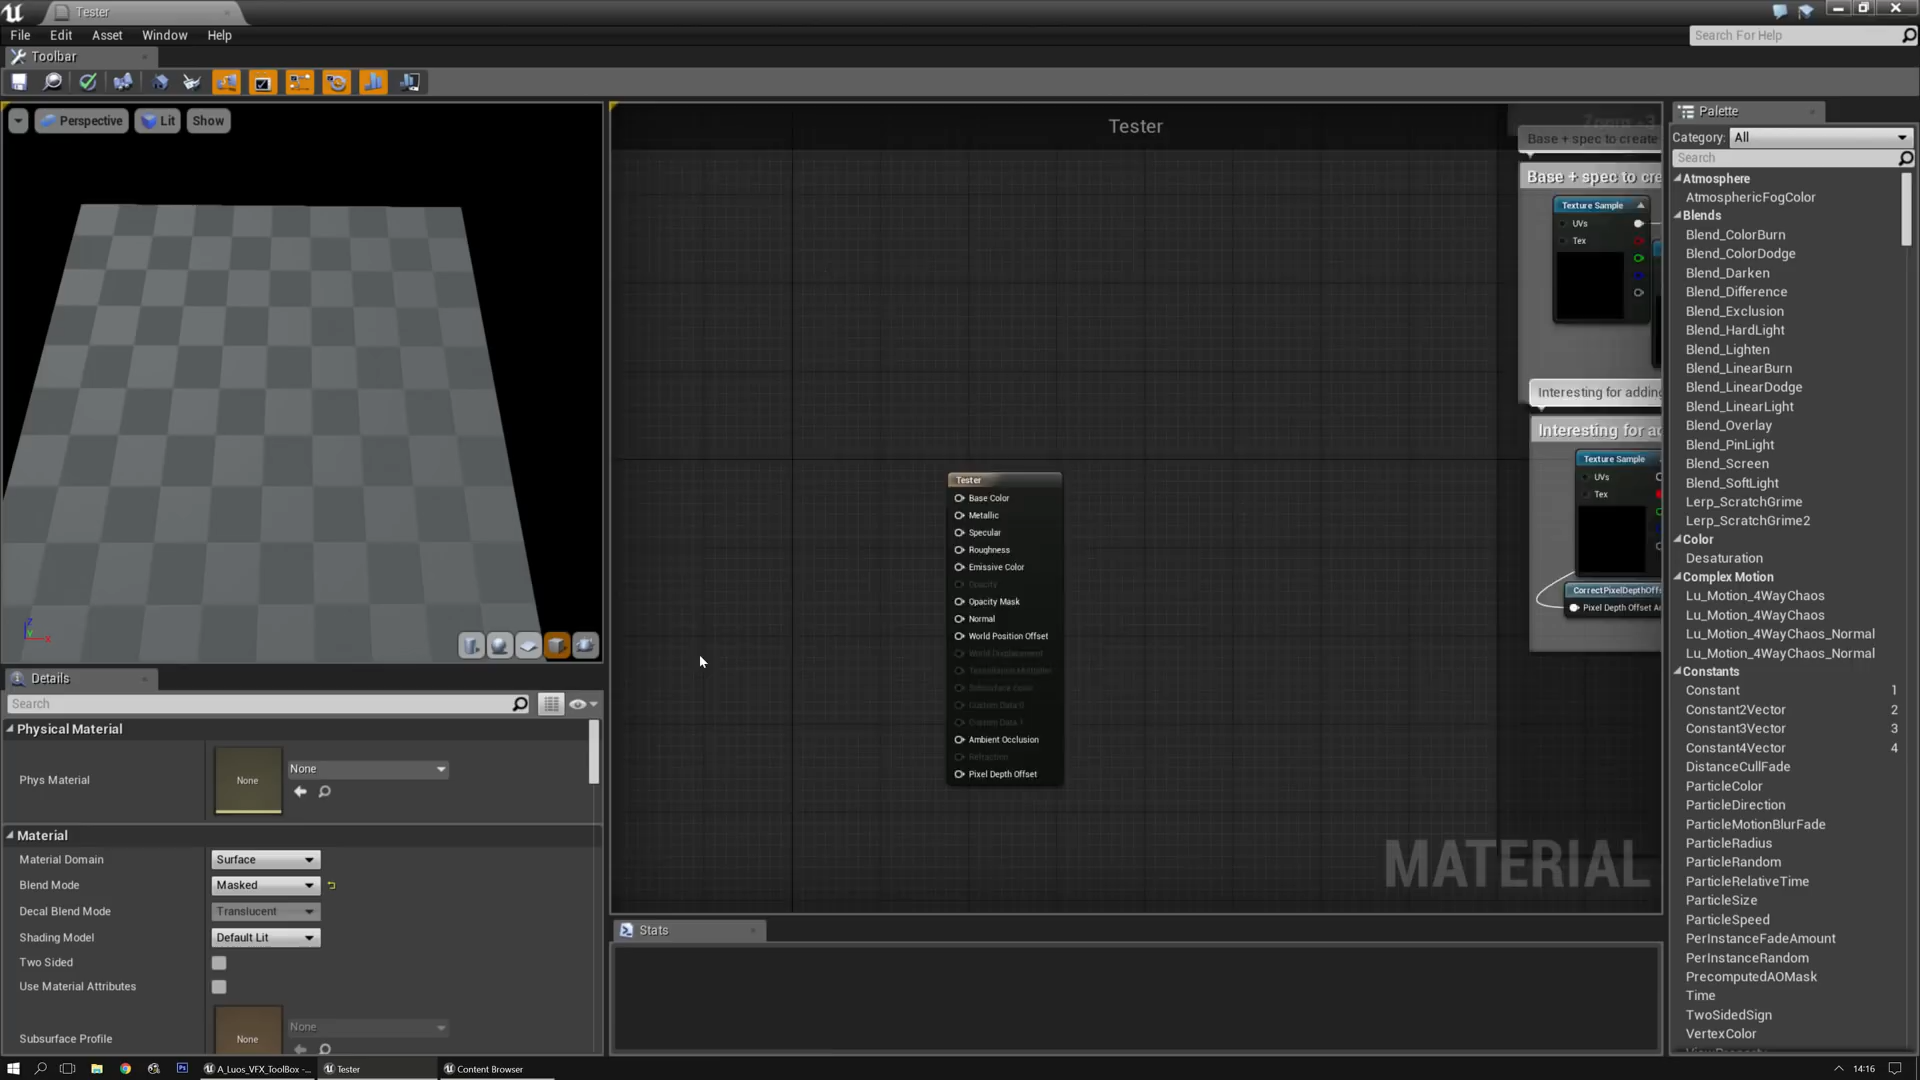 Tester
File Edit Asset Window Help
Search For Help
Toolbar
Perspective Lit Show
Tester
Base + spec to create
Base + spec to cre
Texture Sample
UVs
Tex
Interesting for adding
Interesting for ad
Texture Sample
UVs
Tex
CorrectPixelDepthOffs
Pixel Depth Offset Am
Tester
Base Color
Metallic
Specular
Roughness
Emissive Color
Opacity
Opacity Mask
Normal
World Position Offset
World Displacement
Subsurface Color
Custom Data 0
Custom Data 1
Ambient Occlusion
Refraction
Pixel Depth Offset
MATERIAL
Stats
Details
Search
Physical Material
Phys Material
None
None
Material
Material Domain Surface
Blend Mode Masked
Decal Blend Mode Translucent
Shading Model Default Lit
Two Sided
Use Material Attributes
Subsurface Profile
None
None
Palette
Category: All
Search
Atmosphere
AtmosphericFogColor
Blends
Blend_ColorBurn
Blend_ColorDodge
Blend_Darken
Blend_Difference
Blend_Exclusion
Blend_HardLight
Blend_Lighten
Blend_LinearBurn
Blend_LinearDodge
Blend_LinearLight
Blend_Overlay
Blend_PinLight
Blend_Screen
Blend_SoftLight
Lerp_ScratchGrime
Lerp_ScratchGrime2
Color
Desaturation
Complex Motion
Lu_Motion_4WayChaos
Lu_Motion_4WayChaos
Lu_Motion_4WayChaos_Normal
Lu_Motion_4WayChaos_Normal
Constants
Constant 1
Constant2Vector 2
Constant3Vector 3
Constant4Vector 4
DistanceCullFade
ParticleColor
ParticleDirection
ParticleMotionBlurFade
ParticleRadius
ParticleRandom
ParticleRelativeTime
ParticleSize
ParticleSpeed
PerInstanceFadeAmount
PerInstanceRandom
PrecomputedAOMask
Time
TwoSidedSign
VertexColor
A_Luos_VFX_ToolBox -... Tester Content Browser
14:16